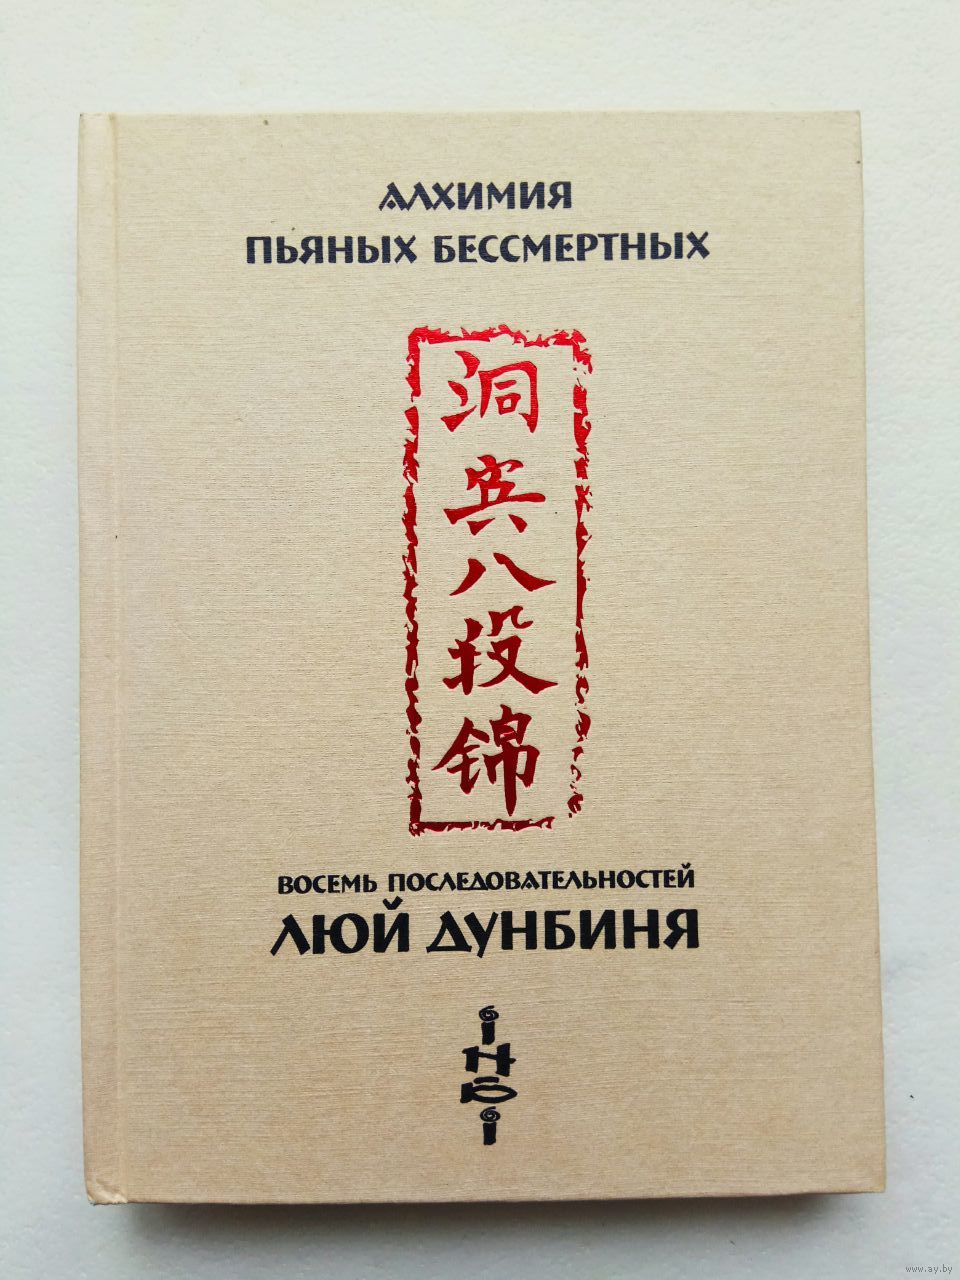 АЛХИМИЯ
ПЬЯНЫХ БЕССМЕРТНЫХ
洞宾八段锦
ВОСЕМЬ ПОСЛЕДОВАТЕЛЬНОСТЕЙ
ЛЮЙ ДУНБИНЯ
www.ay.by